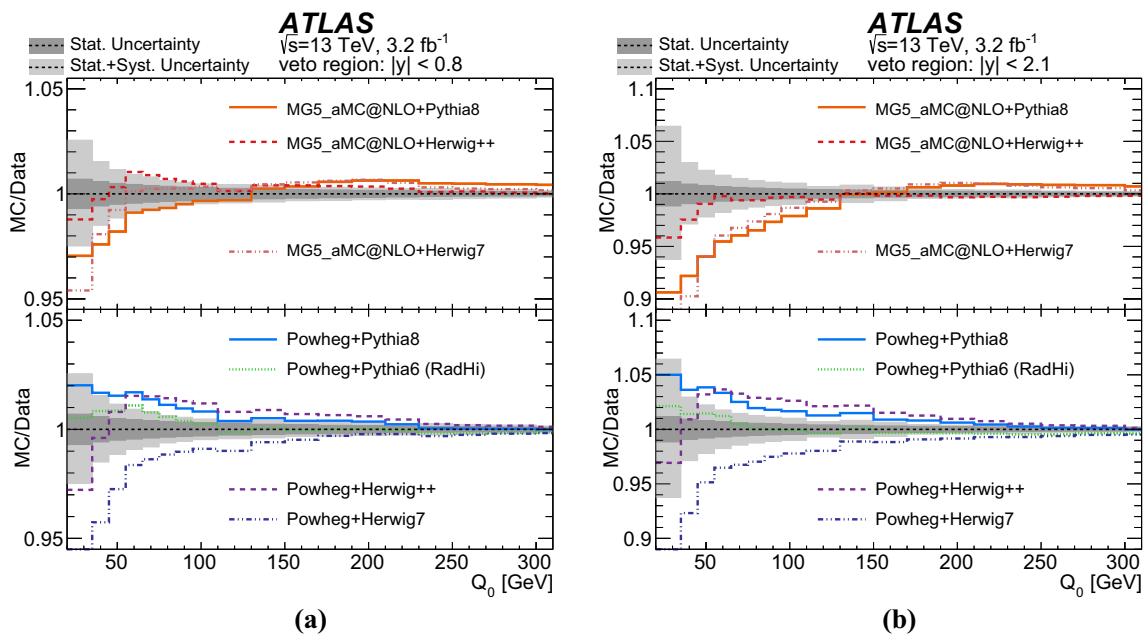 ATLAS
√s=13 TeV, 3.2 fb⁻¹
veto region: |y| < 0.8
Stat. Uncertainty
Stat.+Syst. Uncertainty
MC/Data
1.05
1
0.95
MG5_aMC@NLO+Pythia8
MG5_aMC@NLO+Herwig++
MG5_aMC@NLO+Herwig7
MC/Data
1.05
1
0.95
Powheg+Pythia8
Powheg+Pythia6 (RadHi)
Powheg+Herwig++
Powheg+Herwig7
50 100 150 200 250 300
Q₀ [GeV]
(a)
ATLAS
√s=13 TeV, 3.2 fb⁻¹
veto region: |y| < 2.1
Stat. Uncertainty
Stat.+Syst. Uncertainty
MC/Data
1.1
1.05
1
0.95
0.9
MG5_aMC@NLO+Pythia8
MG5_aMC@NLO+Herwig++
MG5_aMC@NLO+Herwig7
MC/Data
1.1
1.05
1
0.95
0.9
Powheg+Pythia8
Powheg+Pythia6 (RadHi)
Powheg+Herwig++
Powheg+Herwig7
50 100 150 200 250 300
Q₀ [GeV]
(b)